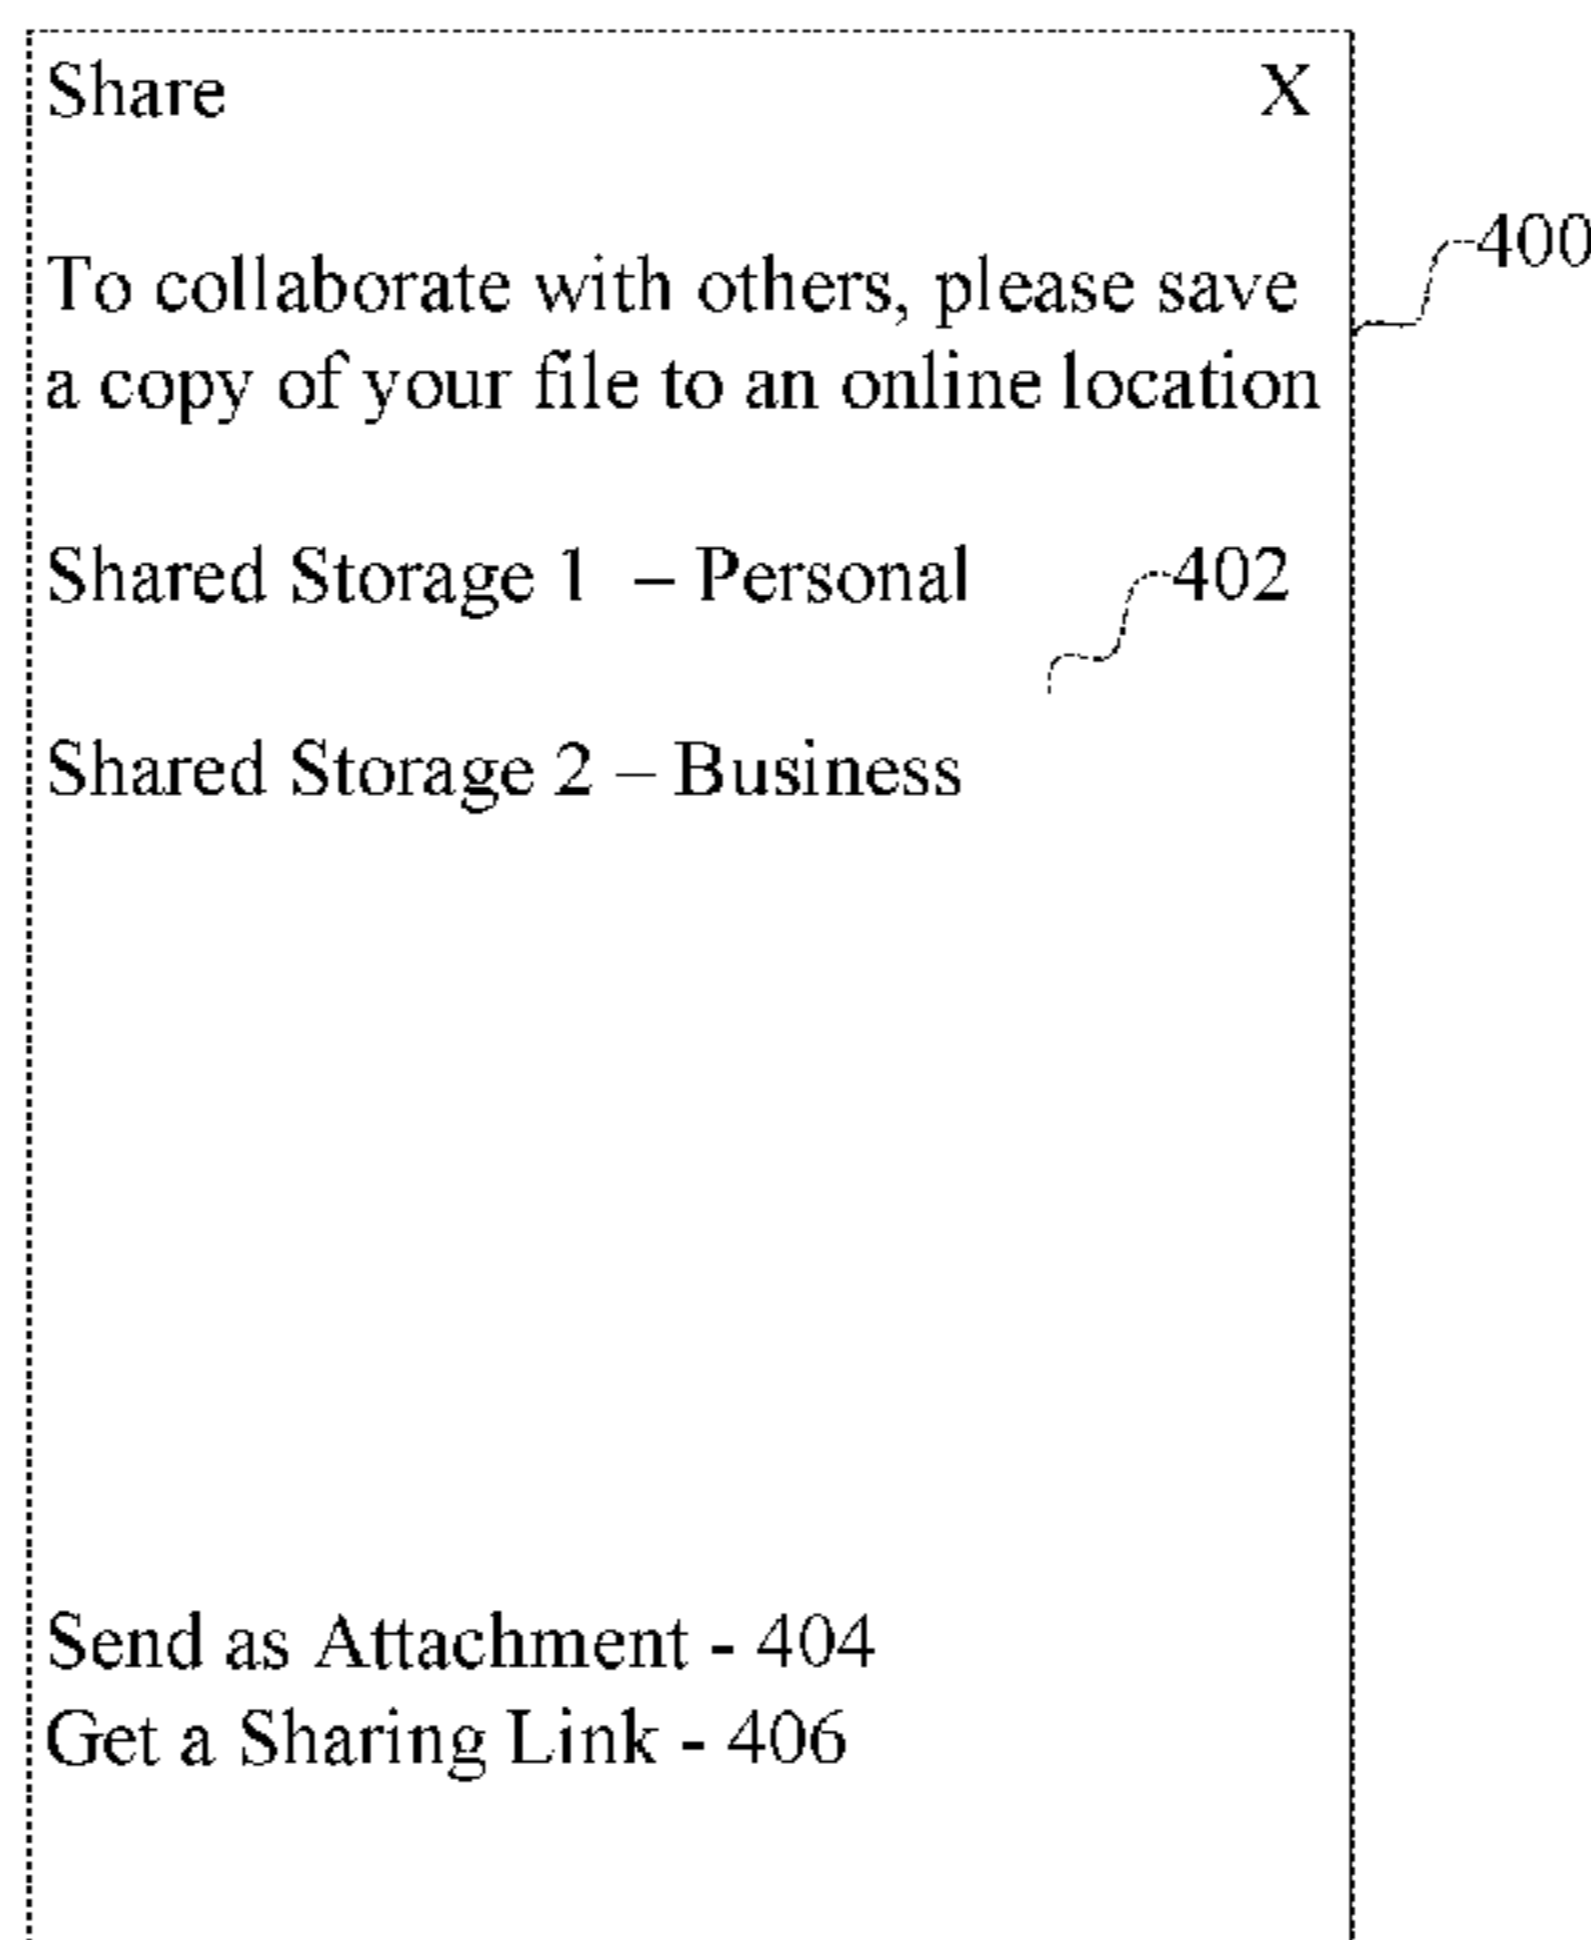 Share X
400
To collaborate with others, please save
a copy of your file to an online location
Shared Storage 1 – Personal
402
Shared Storage 2 – Business
Send as Attachment - 404
Get a Sharing Link - 406